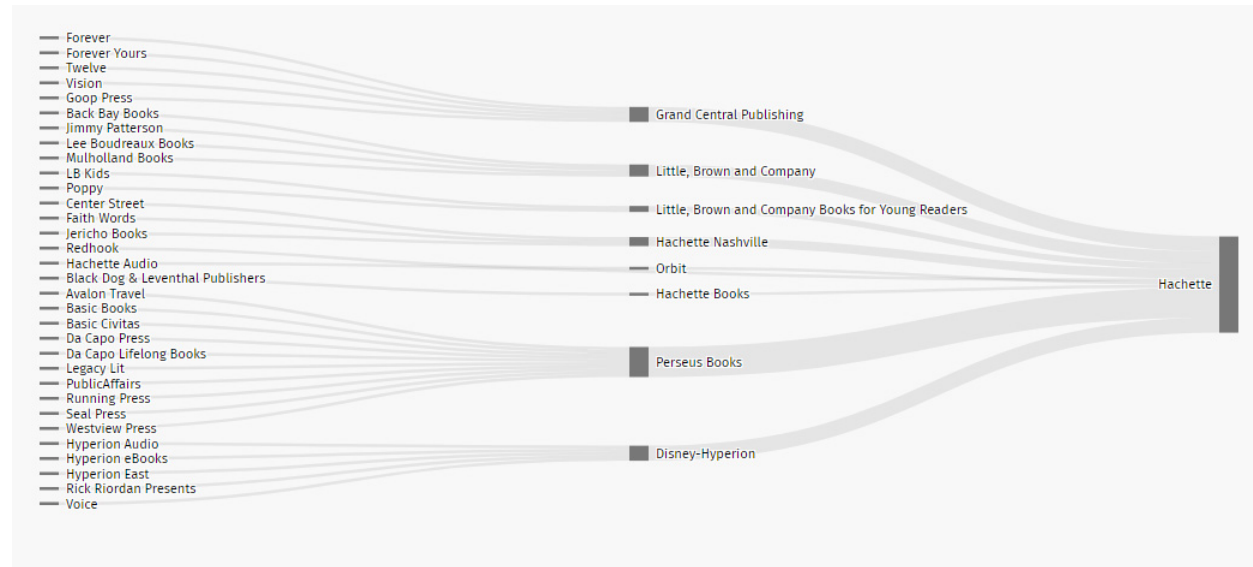 Forever
Forever Yours
Twelve
Vision
Goop Press
Back Bay Books
Jimmy Patterson
Lee Boudreaux Books
Mulholland Books
LB Kids
Poppy
Center Street
Faith Words
Jericho Books
Redhook
Hachette Audio
Black Dog & Leventhal Publishers
Avalon Travel
Basic Books
Basic Civitas
Da Capo Press
Da Capo Lifelong Books
Legacy Lit
PublicAffairs
Running Press
Seal Press
Westview Press
Hyperion Audio
Hyperion eBooks
Hyperion East
Rick Riordan Presents
Voice
Grand Central Publishing
Little, Brown and Company
Little, Brown and Company Books for Young Readers
Hachette Nashville
Orbit
Hachette Books
Perseus Books
Disney-Hyperion
Hachette